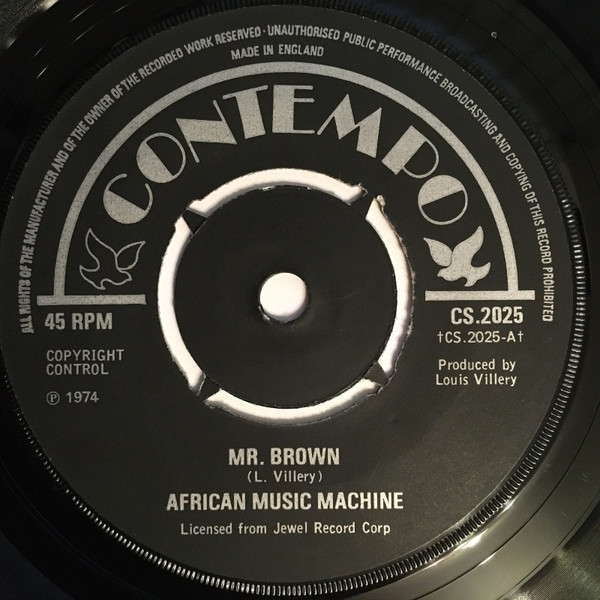 ALL RIGHTS OF THE MANUFACTURER AND OF THE OWNER OF THE RECORDED WORK RESERVED · UNAUTHORISED PUBLIC PERFORMANCE BROADCASTING AND COPYING OF THIS RECORD PROHIBITED
MADE IN ENGLAND
CONTEMPO
45 RPM
CS.2025
†CS.2025-A†
COPYRIGHT
CONTROL
Ⓟ 1974
Produced by
Louis Villery
MR. BROWN
(L. Villery)
AFRICAN MUSIC MACHINE
Licensed from Jewel Record Corp